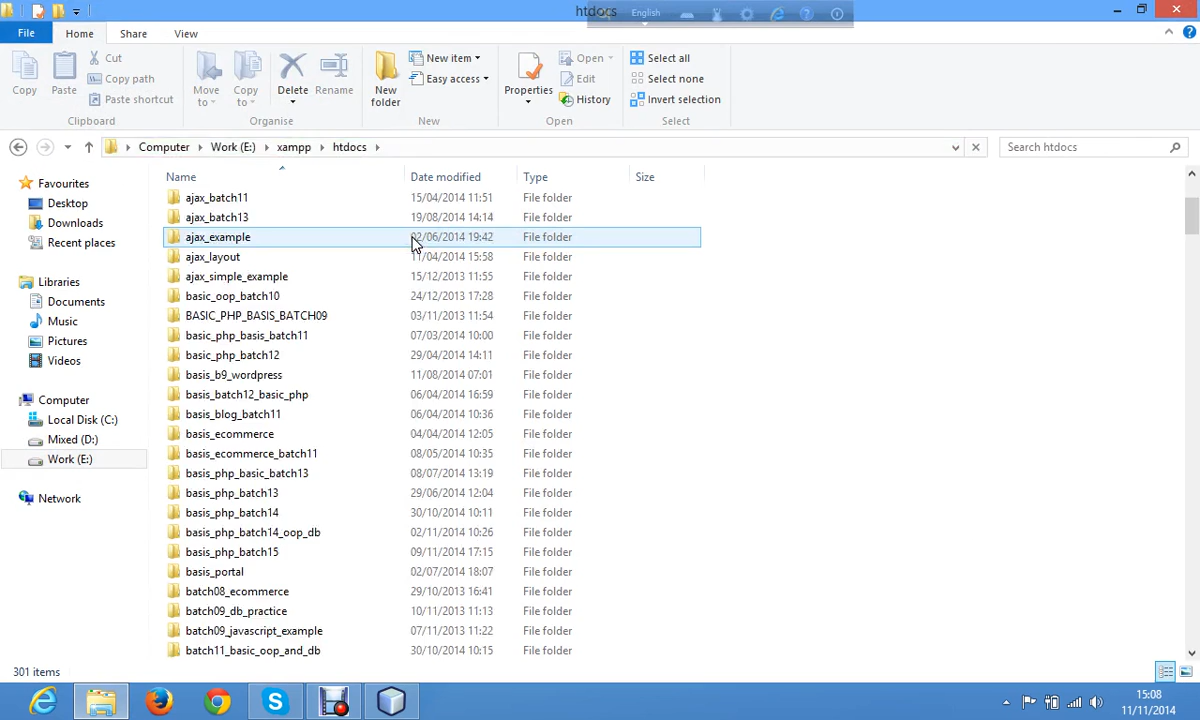 htdocs
English
File Home Share View
Copy
Paste
Cut
Copy path
Paste shortcut
Clipboard
Move to
Copy to
Delete
Rename
Organise
New folder
New item
Easy access
New
Properties
Open
Edit
History
Open
Select all
Select none
Invert selection
Select
Computer Work (E:) xampp htdocs
Search htdocs
Favourites
Desktop
Downloads
Recent places
Libraries
Documents
Music
Pictures
Videos
Computer
Local Disk (C:)
Mixed (D:)
Work (E:)
Network
Name Date modified Type Size
ajax_batch11 15/04/2014 11:51 File folder
ajax_batch13 19/08/2014 14:14 File folder
ajax_example 02/06/2014 19:42 File folder
ajax_layout 11/04/2014 15:58 File folder
ajax_simple_example 15/12/2013 11:55 File folder
basic_oop_batch10 24/12/2013 17:28 File folder
BASIC_PHP_BASIS_BATCH09 03/11/2013 11:54 File folder
basic_php_basis_batch11 07/03/2014 10:00 File folder
basic_php_batch12 29/04/2014 14:11 File folder
basis_b9_wordpress 11/08/2014 07:01 File folder
basis_batch12_basic_php 06/04/2014 16:59 File folder
basis_blog_batch11 06/04/2014 10:36 File folder
basis_ecommerce 04/04/2014 12:05 File folder
basis_ecommerce_batch11 08/05/2014 10:35 File folder
basis_php_basic_batch13 08/07/2014 13:19 File folder
basis_php_batch13 29/06/2014 12:04 File folder
basis_php_batch14 30/10/2014 10:11 File folder
basis_php_batch14_oop_db 02/11/2014 10:26 File folder
basis_php_batch15 09/11/2014 17:15 File folder
basis_portal 02/07/2014 18:07 File folder
batch08_ecommerce 29/10/2013 16:41 File folder
batch09_db_practice 10/11/2013 11:13 File folder
batch09_javascript_example 07/11/2013 11:22 File folder
batch11_basic_oop_and_db 30/10/2014 10:15 File folder
301 items
15:08
11/11/2014